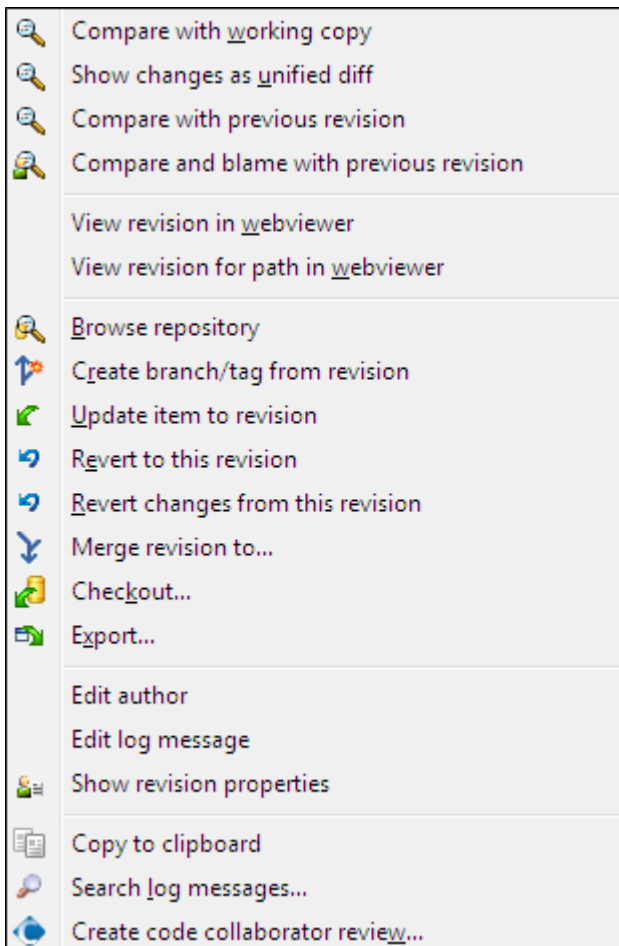 Compare with working copy
Show changes as unified diff
Compare with previous revision
Compare and blame with previous revision
View revision in webviewer
View revision for path in webviewer
Browse repository
Create branch/tag from revision
Update item to revision
Revert to this revision
Revert changes from this revision
Merge revision to...
Checkout...
Export...
Edit author
Edit log message
Show revision properties
Copy to clipboard
Search log messages...
Create code collaborator review...